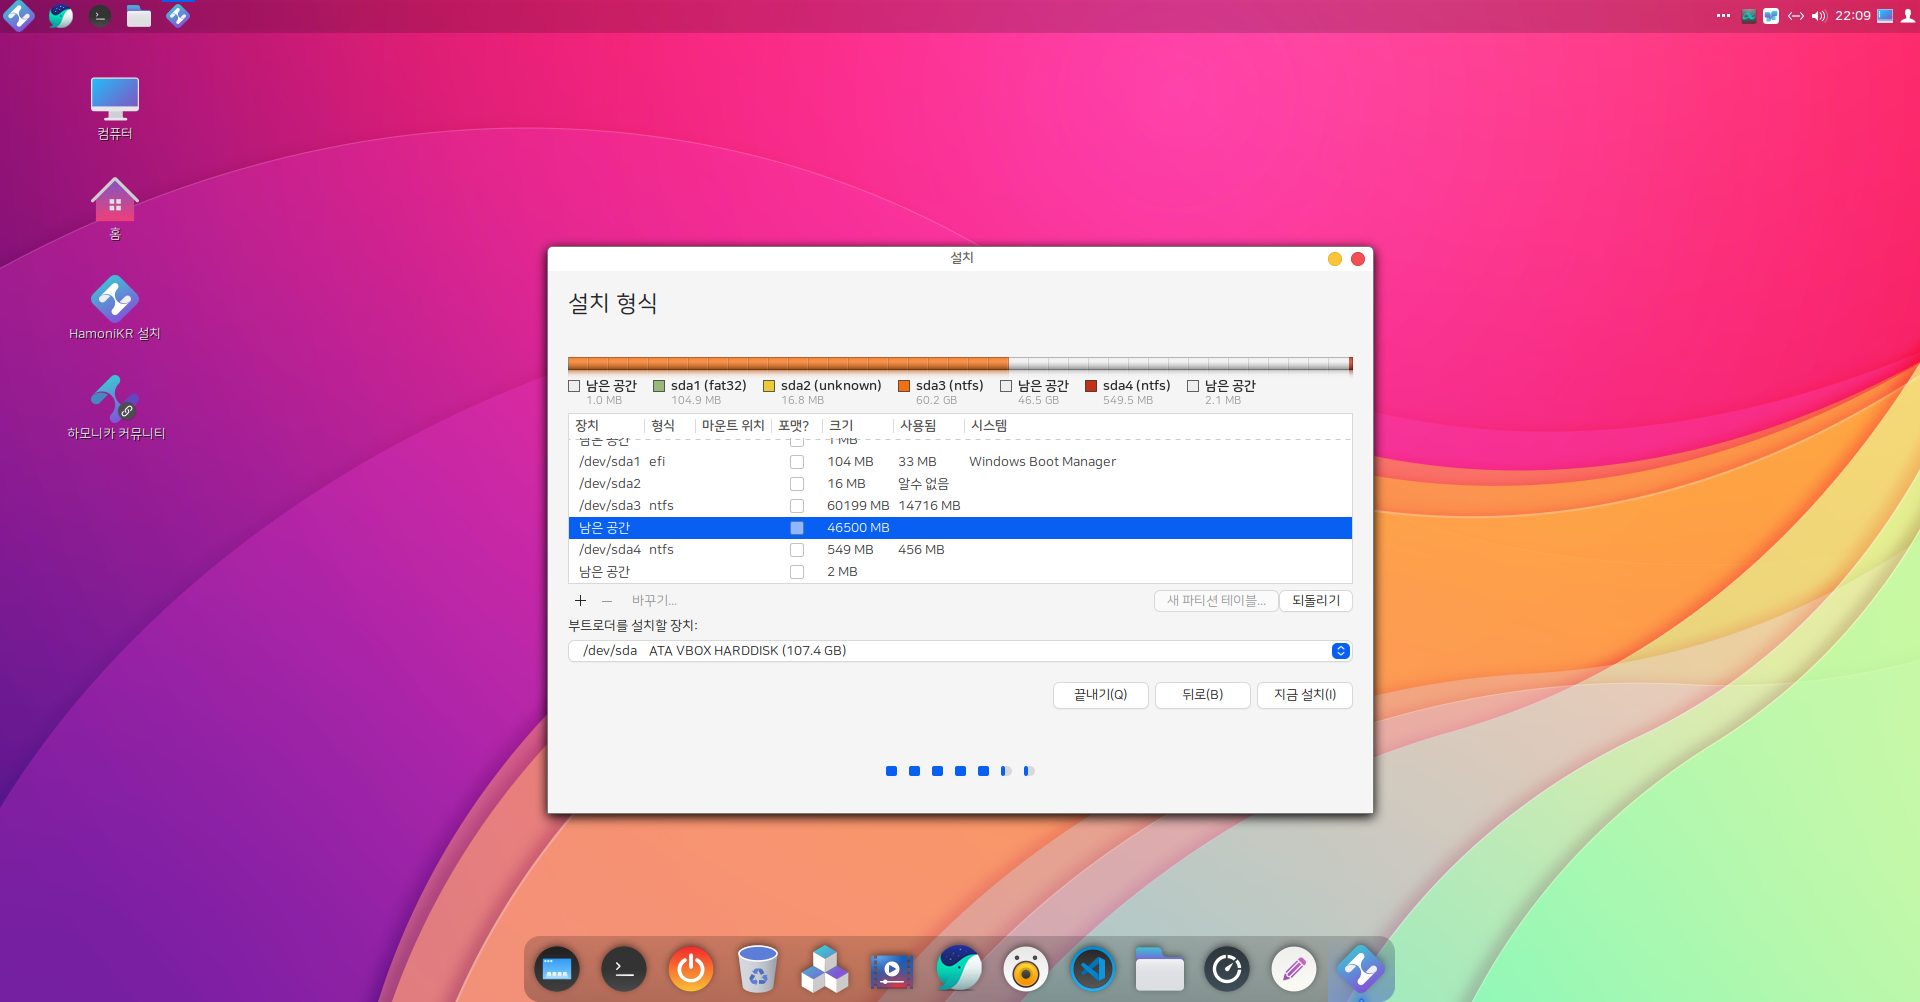 22:09
컴퓨터
홈
HamoniKR 설치
하모니카 커뮤니티
설치
설치 형식
남은 공간 sda1 (fat32) sda2 (unknown) sda3 (ntfs) 남은 공간 sda4 (ntfs) 남은 공간
1.0 MB 104.9 MB 16.8 MB 60.2 GB 46.5 GB 549.5 MB 2.1 MB
장치 형식 마운트 위치 포맷? 크기 사용됨 시스템
남은 공간 1 MB
/dev/sda1 efi 104 MB 33 MB Windows Boot Manager
/dev/sda2 16 MB 알수 없음
/dev/sda3 ntfs 60199 MB 14716 MB
남은 공간 46500 MB
/dev/sda4 ntfs 549 MB 456 MB
남은 공간 2 MB
+ – 바꾸기... 새 파티션 테이블... 되돌리기
부트로더를 설치할 장치:
/dev/sda ATA VBOX HARDDISK (107.4 GB)
끝내기(Q) 뒤로(B) 지금 설치(I)